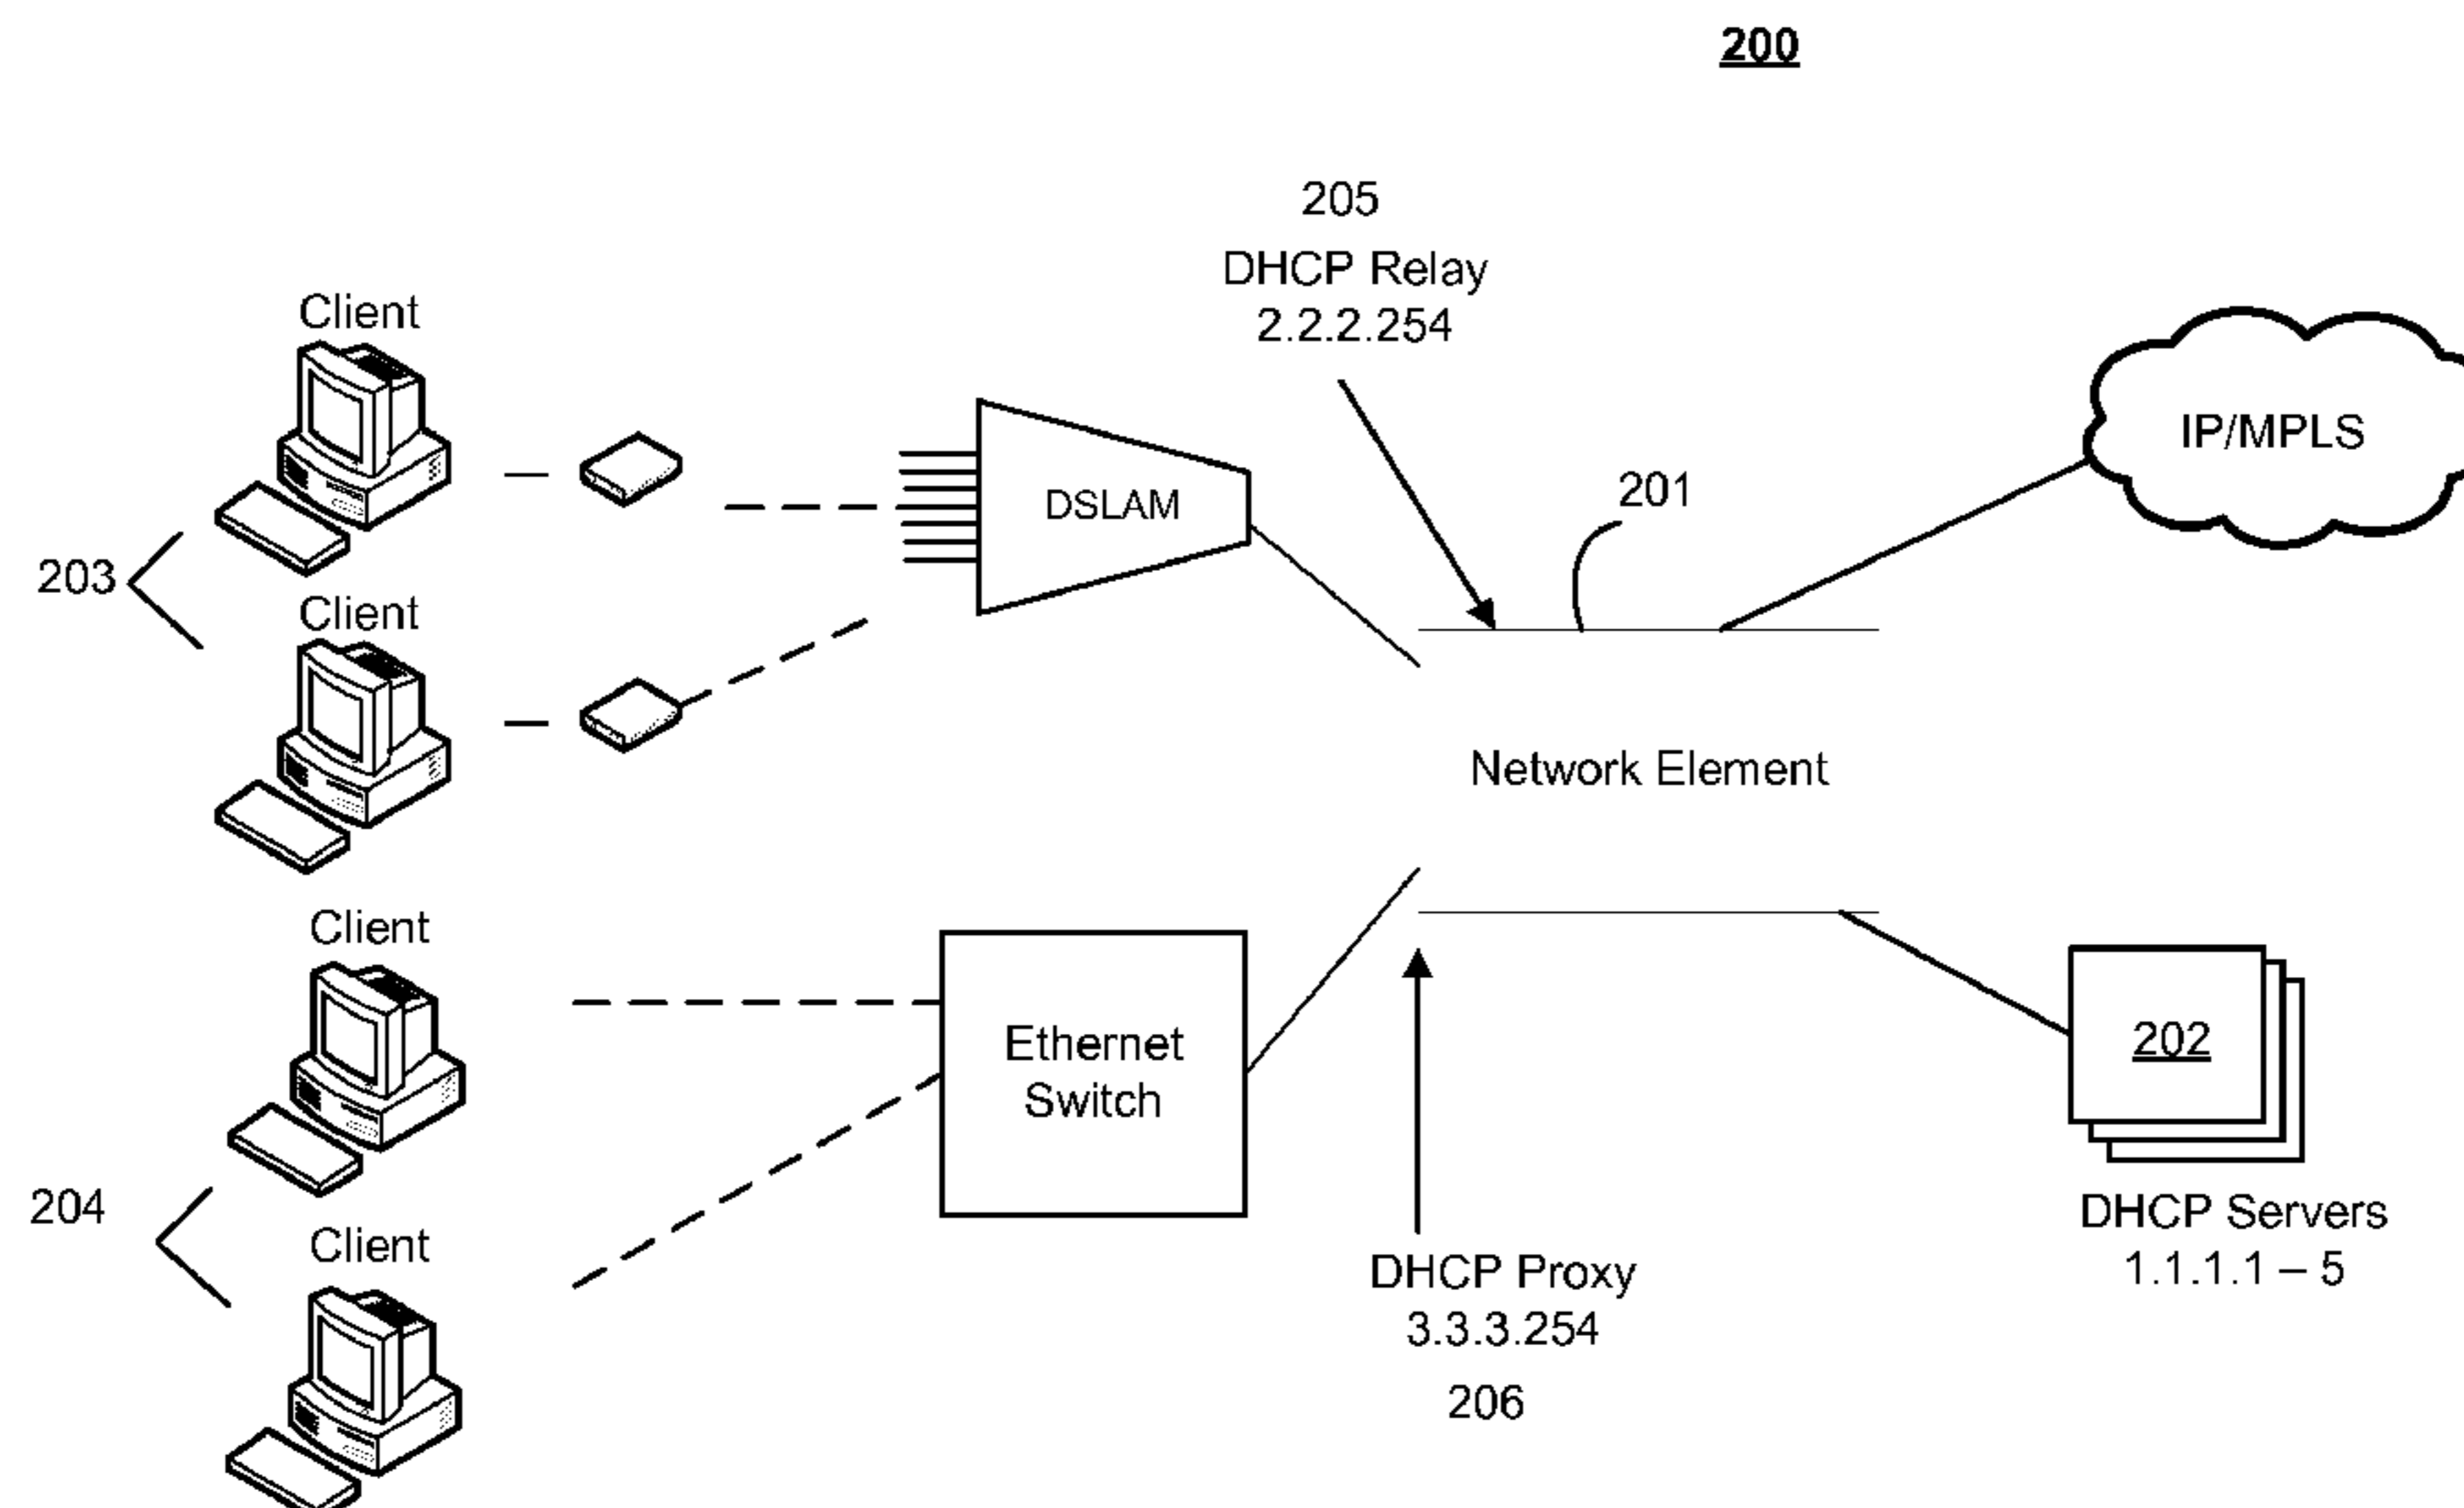 200
205
DHCP Relay
2.2.2.254
Client
IP/MPLS
201
DSLAM
203
Client
Network Element
Client
Ethernet
Switch
202
204
Client
DHCP Servers
1.1.1.1 – 5
DHCP Proxy
3.3.3.254
206